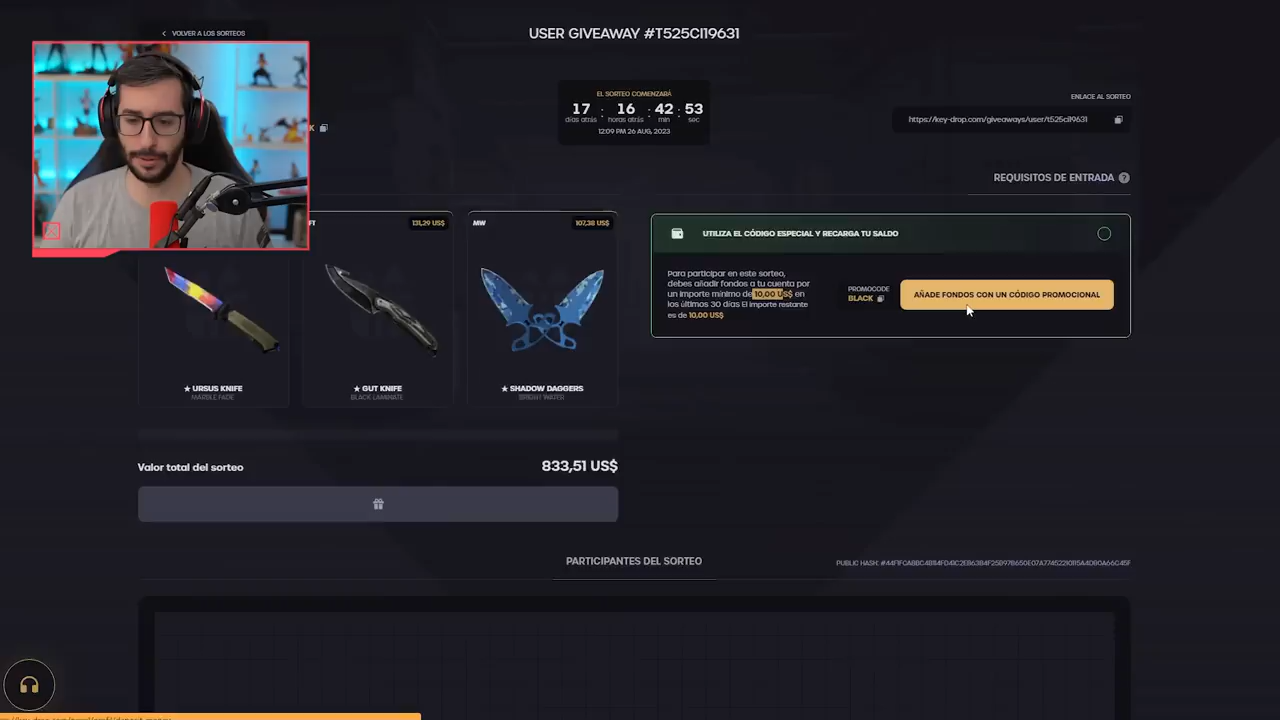 VOLVER A LOS SORTEOS
USER GIVEAWAY #T525CI19631
EL SORTEO COMENZARÁ
17 : 16 : 42 : 53
días atrás horas atrás min sec
12:09 PM 26 AUG, 2023
ENLACE AL SORTEO
https://key-drop.com/giveaways/user/t525ci19631
K
REQUISITOS DE ENTRADA ?
FT 131,29 US$
MW 107,38 US$
UTILIZA EL CÓDIGO ESPECIAL Y RECARGA TU SALDO
Para participar en este sorteo,
debes añadir fondos a tu cuenta por
un importe mínimo de 10,00 US$ en
los últimos 30 días El importe restante
es de 10,00 US$
PROMOCODE
BLACK
AÑADE FONDOS CON UN CÓDIGO PROMOCIONAL
★ URSUS KNIFE
MARBLE FADE
★ GUT KNIFE
BLACK LAMINATE
★ SHADOW DAGGERS
BRIGHT WATER
Valor total del sorteo 833,51 US$
PARTICIPANTES DEL SORTEO
PUBLIC HASH: